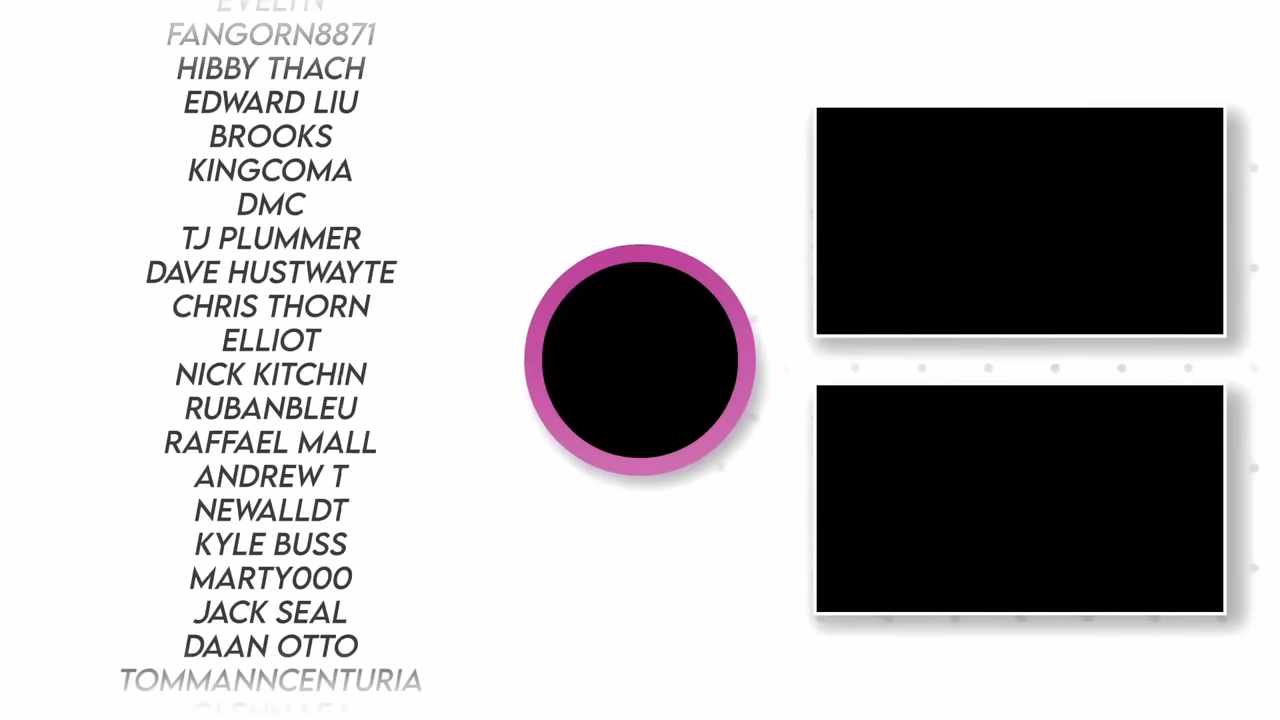 EVELYN
FANGORN8871
HIBBY THACH
EDWARD LIU
BROOKS
KINGCOMA
DMC
TJ PLUMMER
DAVE HUSTWAYTE
CHRIS THORN
ELLIOT
NICK KITCHIN
RUBANBLEU
RAFFAEL MALL
ANDREW T
NEWALLDT
KYLE BUSS
MARTY000
JACK SEAL
DAAN OTTO
TOMMANNCENTURIA